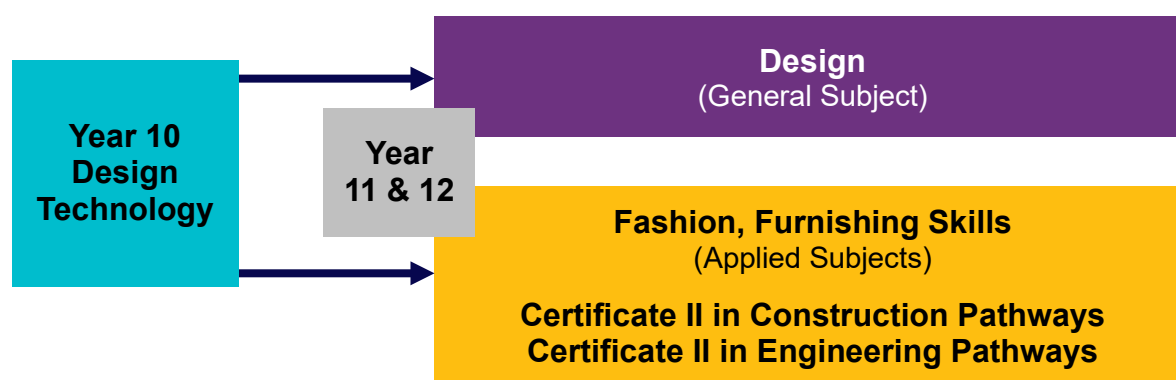 Year 10
Design
Technology
Year
11 & 12
Design
(General Subject)
Fashion, Furnishing Skills
(Applied Subjects)
Certificate II in Construction Pathways
Certificate II in Engineering Pathways